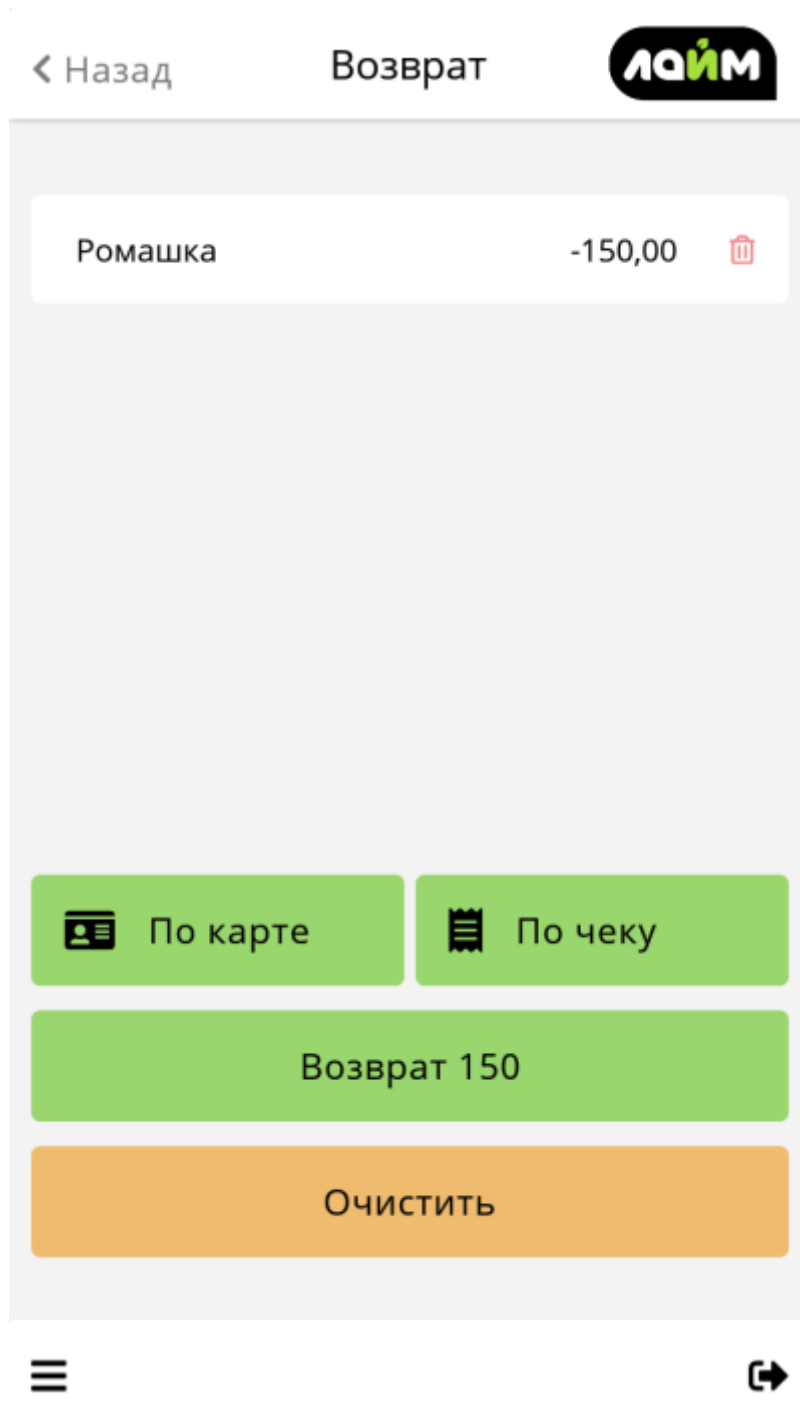 Назад
Возврат
лайм
Ромашка -150,00
По карте
По чеку
Возврат 150
Очистить